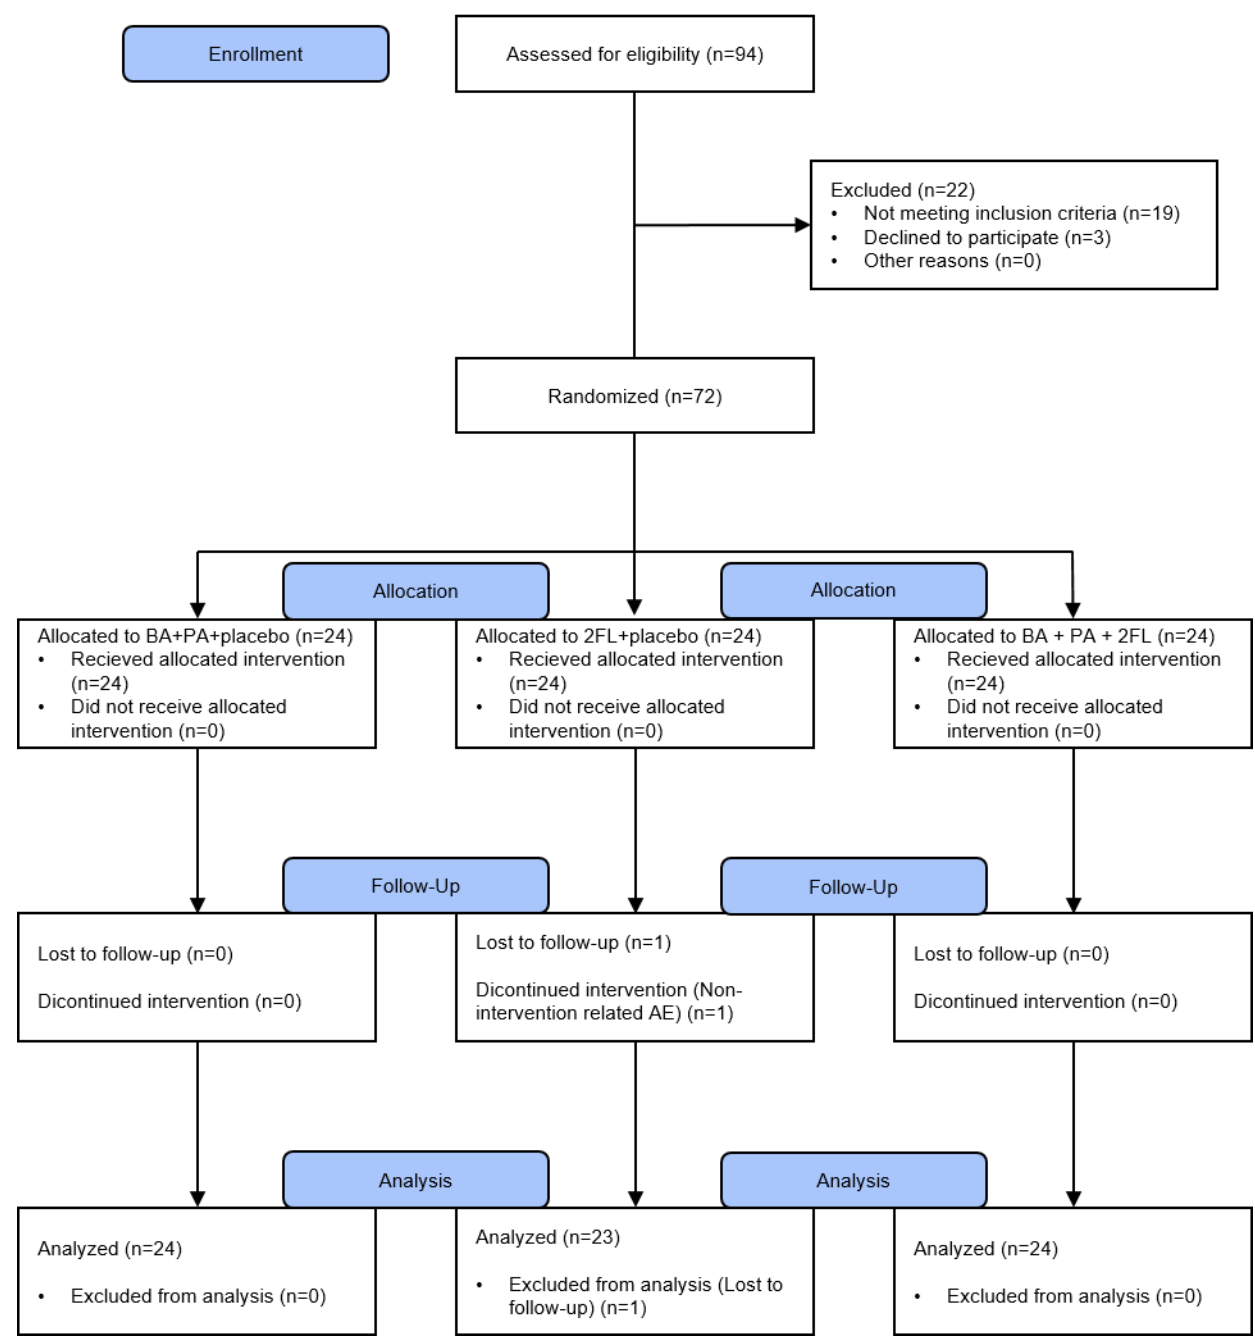 Enrollment
Assessed for eligibility (n=94)
Excluded (n=22)
• Not meeting inclusion criteria (n=19)
• Declined to participate (n=3)
• Other reasons (n=0)
Randomized (n=72)
Allocation
Allocation
Allocated to BA+PA+placebo (n=24)
• Recieved allocated intervention
(n=24)
• Did not receive allocated
intervention (n=0)
Allocated to 2FL+placebo (n=24)
• Recieved allocated intervention
(n=24)
• Did not receive allocated
intervention (n=0)
Allocated to BA + PA + 2FL (n=24)
• Recieved allocated intervention
(n=24)
• Did not receive allocated
intervention (n=0)
Follow-Up
Follow-Up
Lost to follow-up (n=0)
Dicontinued intervention (n=0)
Lost to follow-up (n=1)
Dicontinued intervention (Non-
intervention related AE) (n=1)
Lost to follow-up (n=0)
Dicontinued intervention (n=0)
Analysis
Analysis
Analyzed (n=24)
• Excluded from analysis (n=0)
Analyzed (n=23)
• Excluded from analysis (Lost to
follow-up) (n=1)
Analyzed (n=24)
• Excluded from analysis (n=0)